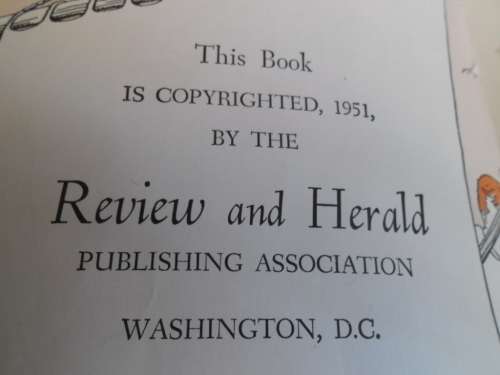 This Book
IS COPYRIGHTED, 1951,
BY THE
Review and Herald
PUBLISHING ASSOCIATION
WASHINGTON, D.C.